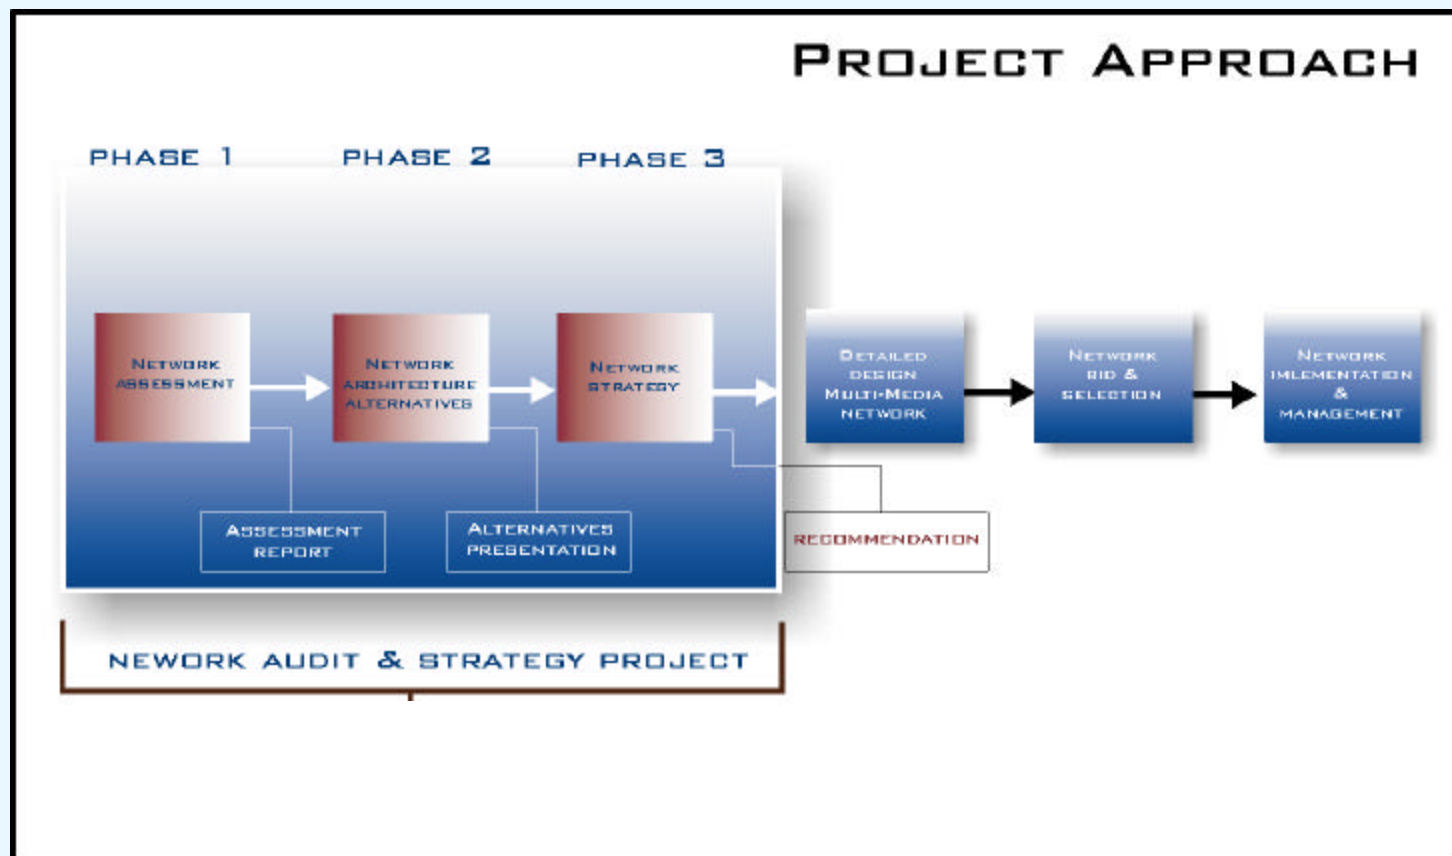 PROJECT APPROACH
PHASE 1
PHASE 2
PHASE 3
NETWORK
ASSESSMENT
NETWORK
ARCHITECTURE
ALTERNATIVES
NETWORK
STRATEGY
DETAILED
DESIGN
MULTI-MEDIA
NETWORK
NETWORK
BID &
SELECTION
NETWORK
IMLEMENTATION
&
MANAGEMENT
ASSESSMENT
REPORT
ALTERNATIVES
PRESENTATION
RECOMMENDATION
NEWORK AUDIT & STRATEGY PROJECT